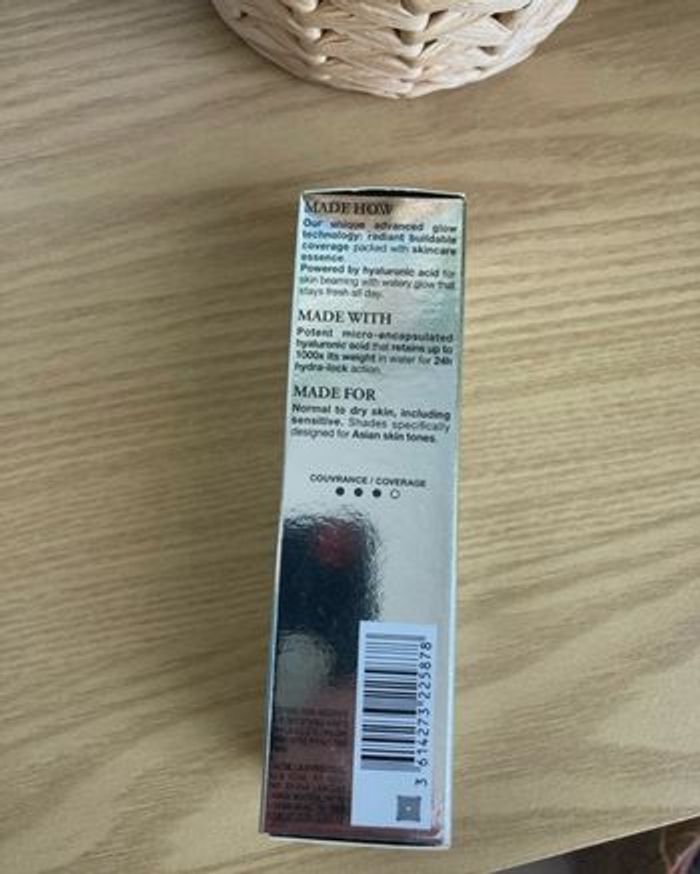 MADE HOW
Our unique advanced glow
technology: radiant buildable
coverage packed with skincare
essence.
Powered by hyaluronic acid for
skin beaming with watery glow that
stays fresh all day.
MADE WITH
Potent micro-encapsulated
hyaluronic acid that retains up to
1000x its weight in water for 24h
hydra-lock action.
MADE FOR
Normal to dry skin, including
sensitive. Shades specifically
designed for Asian skin tones.
COUVRANCE / COVERAGE
3 614273 225878